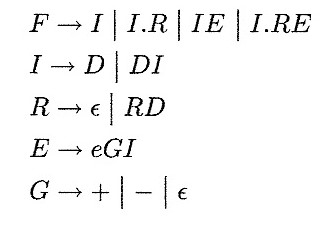 F → I | I.R | IE | I.RE
I → D | DI
R → ϵ | RD
E → eGI
G → + | − | ϵ